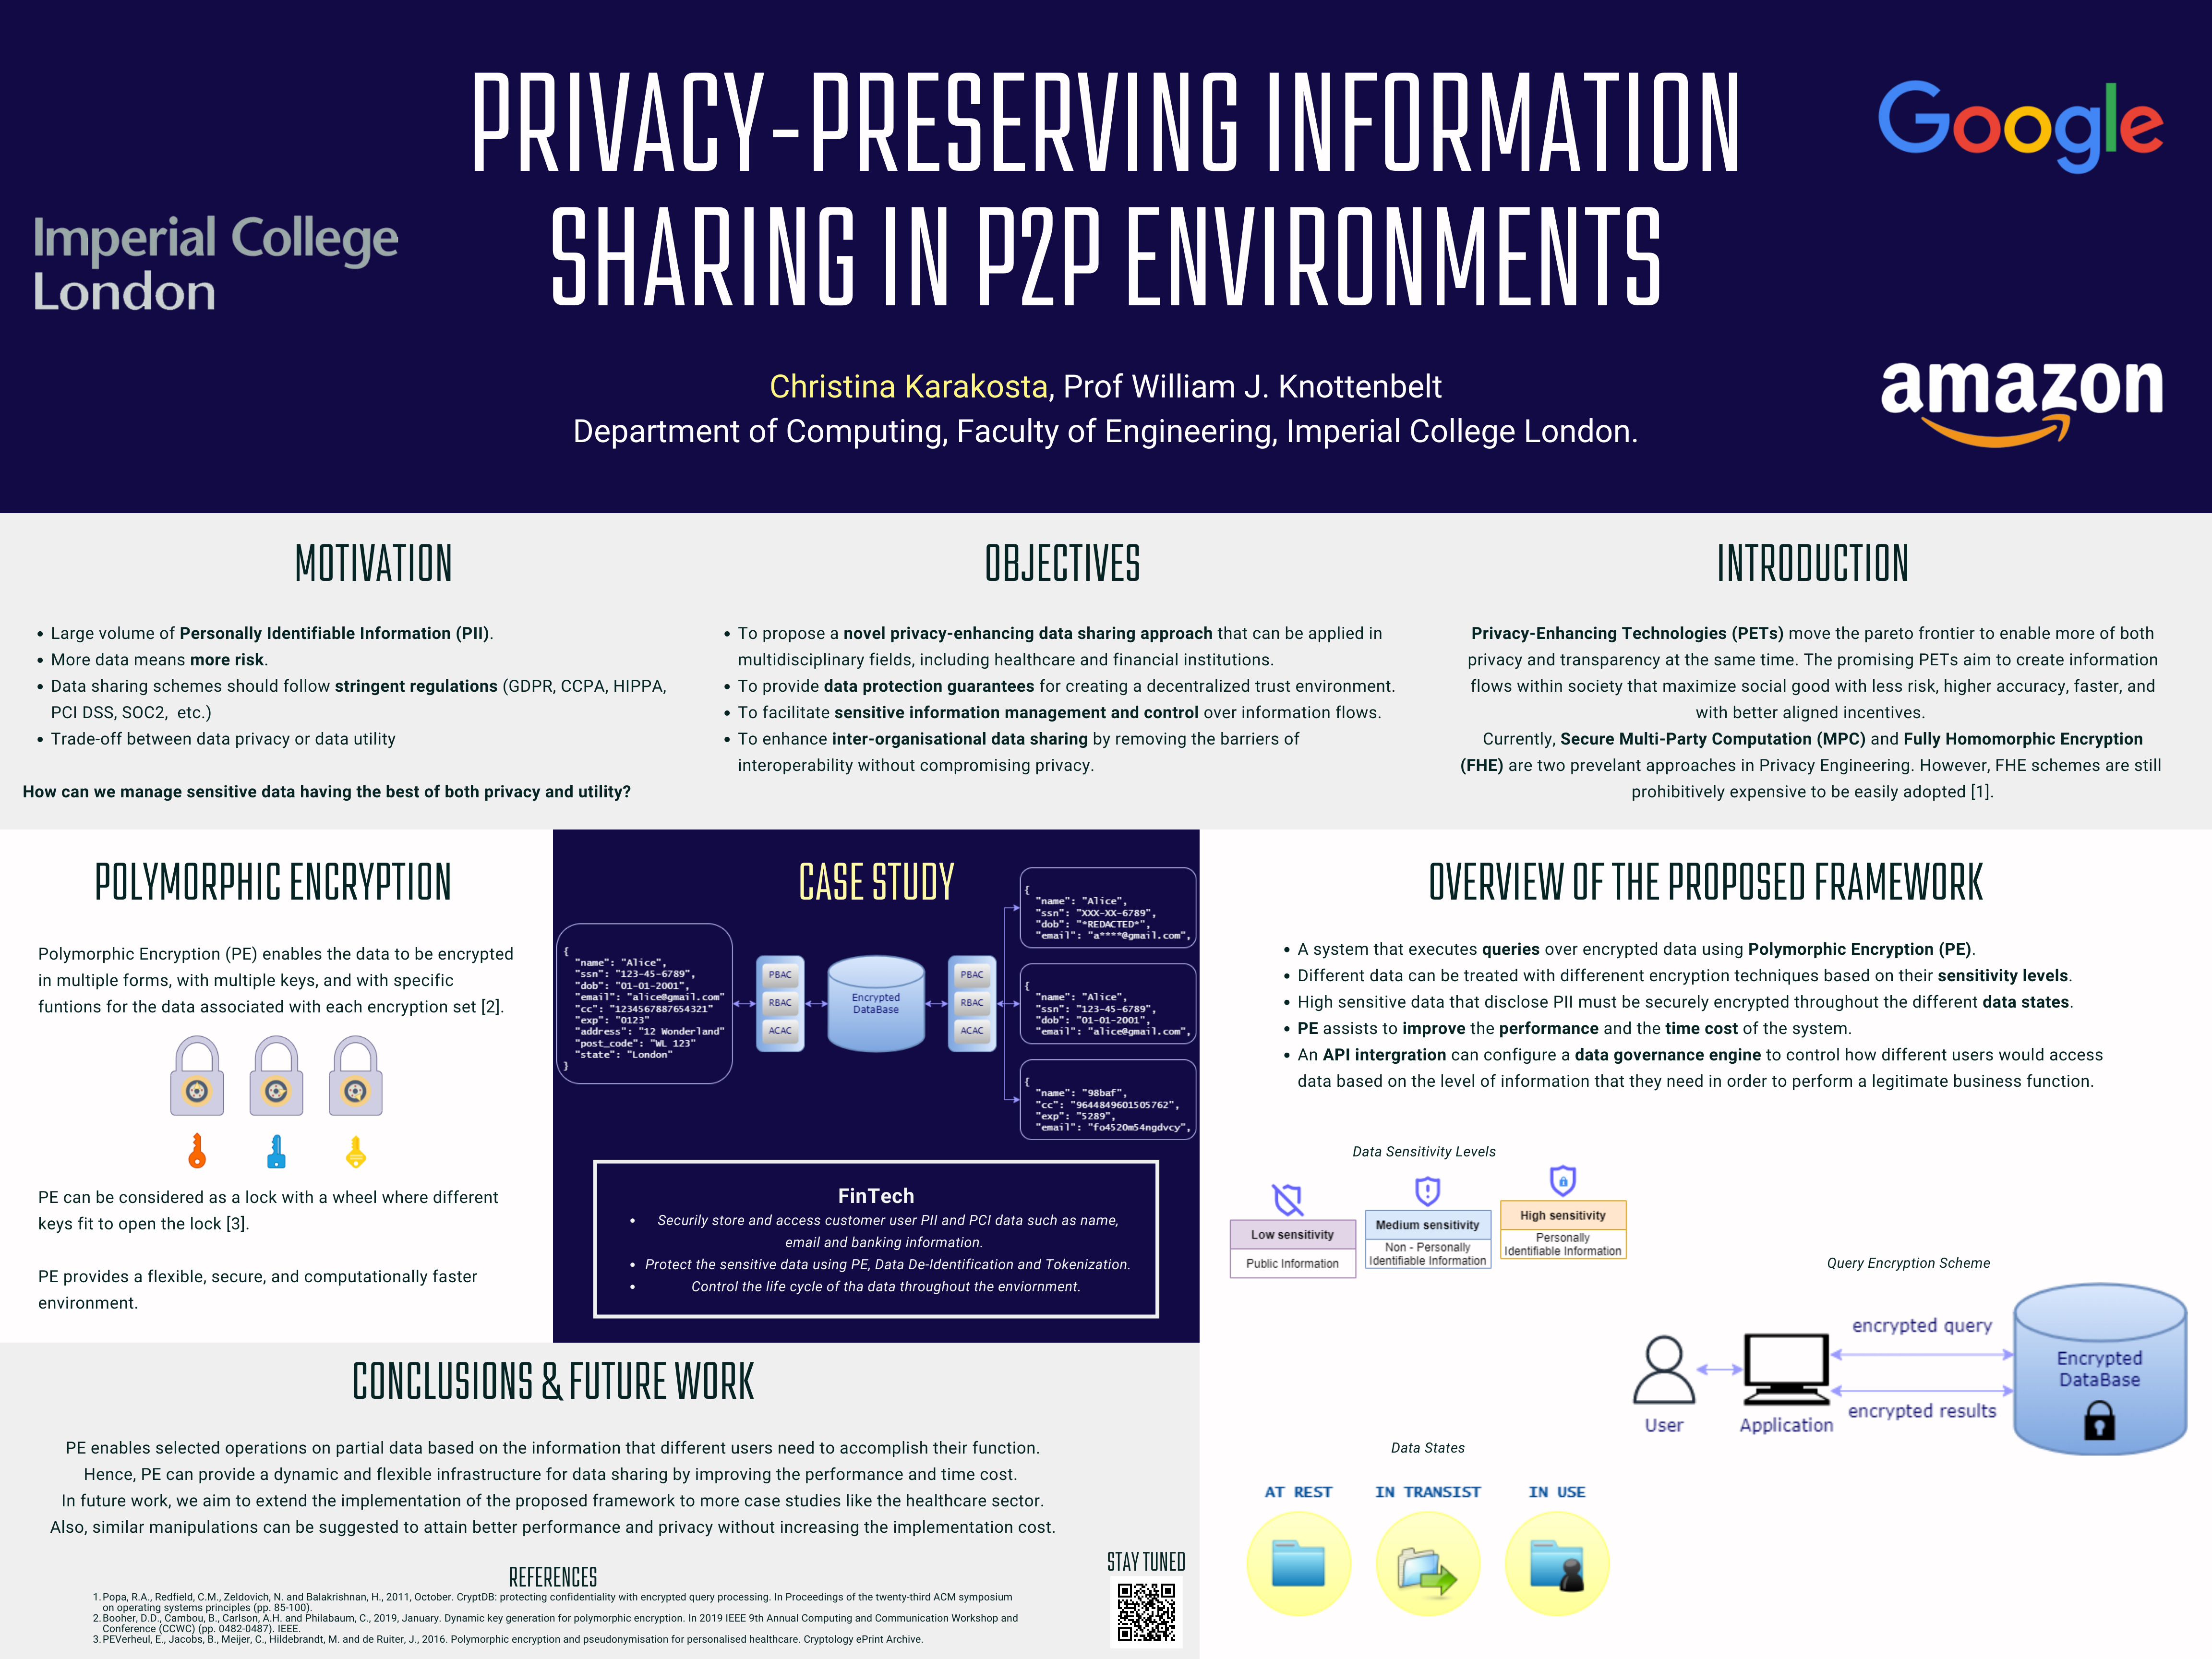 PRIVACY-PRESERVING INFORMATION
SHARING IN P2P ENVIRONMENTS
Imperial College
London
Google
amazon
Christina Karakosta, Prof William J. Knottenbelt
Department of Computing, Faculty of Engineering, Imperial College London.
MOTIVATION
• Large volume of Personally Identifiable Information (PII).
• More data means more risk.
• Data sharing schemes should follow stringent regulations (GDPR, CCPA, HIPPA,
PCI DSS, SOC2, etc.)
• Trade-off between data privacy or data utility
How can we manage sensitive data having the best of both privacy and utility?
OBJECTIVES
• To propose a novel privacy-enhancing data sharing approach that can be applied in
multidisciplinary fields, including healthcare and financial institutions.
• To provide data protection guarantees for creating a decentralized trust environment.
• To facilitate sensitive information management and control over information flows.
• To enhance inter-organisational data sharing by removing the barriers of
interoperability without compromising privacy.
INTRODUCTION
Privacy-Enhancing Technologies (PETs) move the pareto frontier to enable more of both
privacy and transparency at the same time. The promising PETs aim to create information
flows within society that maximize social good with less risk, higher accuracy, faster, and
with better aligned incentives.
Currently, Secure Multi-Party Computation (MPC) and Fully Homomorphic Encryption
(FHE) are two prevelant approaches in Privacy Engineering. However, FHE schemes are still
prohibitively expensive to be easily adopted [1].
POLYMORPHIC ENCRYPTION
Polymorphic Encryption (PE) enables the data to be encrypted
in multiple forms, with multiple keys, and with specific
funtions for the data associated with each encryption set [2].
PE can be considered as a lock with a wheel where different
keys fit to open the lock [3].
PE provides a flexible, secure, and computationally faster
environment.
CASE STUDY
{
"name": "Alice",
"ssn": "123-45-6789",
"dob": "01-01-2001",
"email": "alice@gmail.com"
"cc": "1234567887654321"
"exp": "0123"
"address": "12 Wonderland"
"post_code": "WL 123"
"state": "London"
}
PBAC
RBAC
ACAC
Encrypted
DataBase
PBAC
RBAC
ACAC
{
"name": "Alice",
"ssn": "XXX-XX-6789",
"dob": "*REDACTED*",
"email": "a****@gmail.com",
{
"name": "Alice",
"ssn": "123-45-6789",
"dob": "01-01-2001",
"email": "alice@gmail.com",
{
"name": "98baf",
"cc": "9644849601505762",
"exp": "5289",
"email": "fo4520m54ngdvcy",
FinTech
• Securily store and access customer user PII and PCI data such as name,
email and banking information.
• Protect the sensitive data using PE, Data De-Identification and Tokenization.
• Control the life cycle of tha data throughout the enviornment.
OVERVIEW OF THE PROPOSED FRAMEWORK
• A system that executes queries over encrypted data using Polymorphic Encryption (PE).
• Different data can be treated with differenent encryption techniques based on their sensitivity levels.
• High sensitive data that disclose PII must be securely encrypted throughout the different data states.
• PE assists to improve the performance and the time cost of the system.
• An API intergration can configure a data governance engine to control how different users would access
data based on the level of information that they need in order to perform a legitimate business function.
Data Sensitivity Levels
Low sensitivity
Public Information
Medium sensitivity
Non - Personally
Identifiable Information
High sensitivity
Personally
Identifiable Information
Query Encryption Scheme
User
Application
encrypted query
encrypted results
Encrypted
DataBase
Data States
AT REST
IN TRANSIST
IN USE
CONCLUSIONS & FUTURE WORK
PE enables selected operations on partial data based on the information that different users need to accomplish their function.
Hence, PE can provide a dynamic and flexible infrastructure for data sharing by improving the performance and time cost.
In future work, we aim to extend the implementation of the proposed framework to more case studies like the healthcare sector.
Also, similar manipulations can be suggested to attain better performance and privacy without increasing the implementation cost.
REFERENCES
1. Popa, R.A., Redfield, C.M., Zeldovich, N. and Balakrishnan, H., 2011, October. CryptDB: protecting confidentiality with encrypted query processing. In Proceedings of the twenty-third ACM symposium
on operating systems principles (pp. 85-100).
2. Booher, D.D., Cambou, B., Carlson, A.H. and Philabaum, C., 2019, January. Dynamic key generation for polymorphic encryption. In 2019 IEEE 9th Annual Computing and Communication Workshop and
Conference (CCWC) (pp. 0482-0487). IEEE.
3. PEVerheul, E., Jacobs, B., Meijer, C., Hildebrandt, M. and de Ruiter, J., 2016. Polymorphic encryption and pseudonymisation for personalised healthcare. Cryptology ePrint Archive.
STAY TUNED